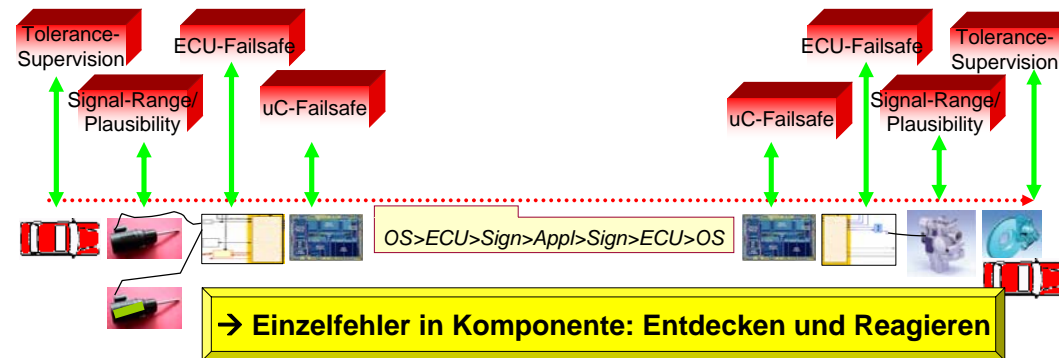 Tolerance-
Supervision
ECU-Failsafe
Signal-Range/
Plausibility
uC-Failsafe
ECU-Failsafe
Tolerance-
Supervision
Signal-Range/
Plausibility
uC-Failsafe
OS>ECU>Sign>Appl>Sign>ECU>OS
→ Einzelfehler in Komponente: Entdecken und Reagieren